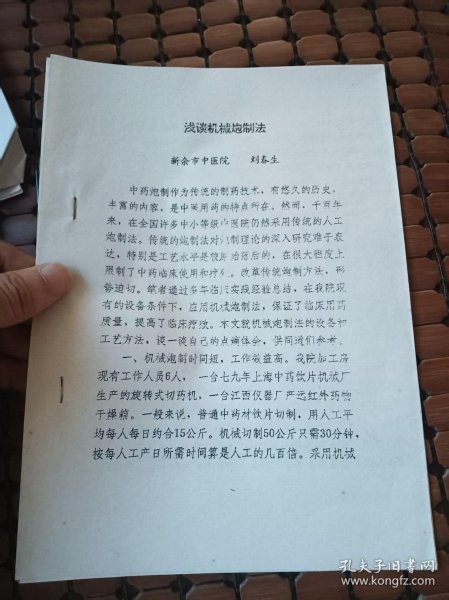 浅谈机械炮制法
新余市中医院 刘春生
中药炮制作为传统的制药技术，有悠久的历史，
丰富的内容，是中医用药的特点所在。然而，千百年
来，在全国许多中小等级中医院仍然采用传统的人工
炮制法。传统的炮制法对炮制理论的深入研究难于表
达，特别是工艺水平是很原始落后的，在很大程度上
限制了中药临床使用和疗效。改革传统炮制方法，形
势迫切。笔者通过多年临床实践经验总结，在我院现
有的设备条件下，应用机械炮制法，保证了临床用药
质量，提高了临床疗效。本文就机械炮制法的设备和
工艺方法，谈一谈自己的点滴体会，供同道们参考。
一、机械炮制时间短，工作效益高。我院加工房
现有工作人员6人，一台七九年上海中药饮片机械厂
生产的旋转式切药机，一台江西仪器厂产远红外药物
干燥箱。一般来说，普通中药材饮片切制，用人工平
均每人每日约合15公斤。机械切制50公斤只需30分钟，
按每人工产日所需时间算是人工的几百倍。采用机械
孔夫子旧书网
www.kongfz.com